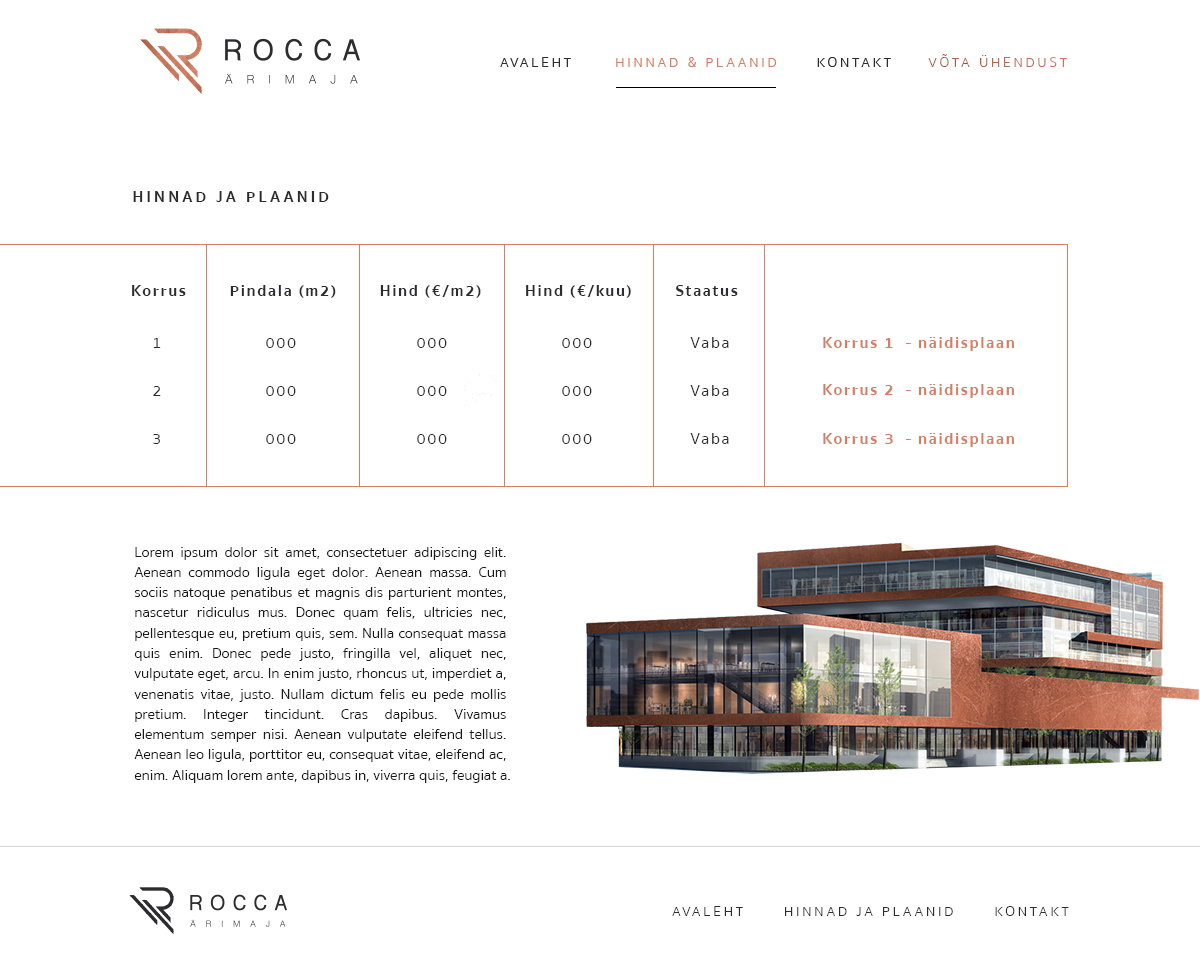 ROCCA
ÄRIMAJA
AVALEHT HINNAD & PLAANID KONTAKT VÕTA ÜHENDUST
HINNAD JA PLAANID
Korrus Pindala (m2) Hind (€/m2) Hind (€/kuu) Staatus
1 000 000 000 Vaba Korrus 1 - näidisplaan
2 000 000 000 Vaba Korrus 2 - näidisplaan
3 000 000 000 Vaba Korrus 3 - näidisplaan
Lorem ipsum dolor sit amet, consectetuer adipiscing elit.
Aenean commodo ligula eget dolor. Aenean massa. Cum
sociis natoque penatibus et magnis dis parturient montes,
nascetur ridiculus mus. Donec quam felis, ultricies nec,
pellentesque eu, pretium quis, sem. Nulla consequat massa
quis enim. Donec pede justo, fringilla vel, aliquet nec,
vulputate eget, arcu. In enim justo, rhoncus ut, imperdiet a,
venenatis vitae, justo. Nullam dictum felis eu pede mollis
pretium. Integer tincidunt. Cras dapibus. Vivamus
elementum semper nisi. Aenean vulputate eleifend tellus.
Aenean leo ligula, porttitor eu, consequat vitae, eleifend ac,
enim. Aliquam lorem ante, dapibus in, viverra quis, feugiat a.
ROCCA
ÄRIMAJA
AVALEHT HINNAD JA PLAANID KONTAKT